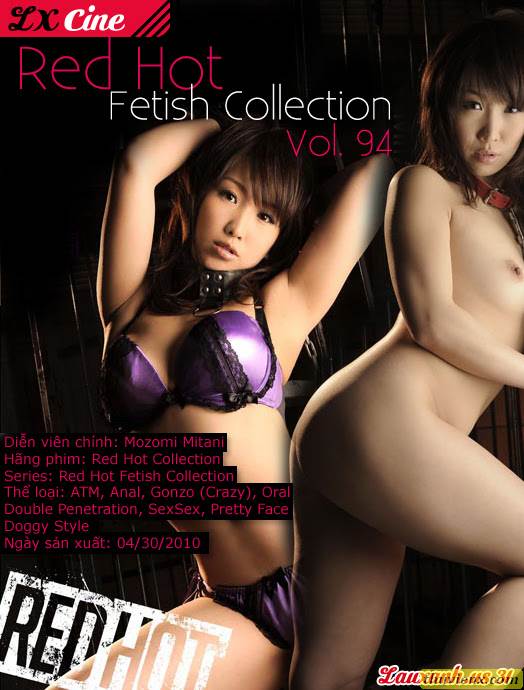 LX Cine
Red Hot
Fetish Collection
Vol. 94
Diễn viên chính: Mozomi Mitani
Hãng phim: Red Hot Collection
Series: Red Hot Fetish Collection
Thể loại: ATM, Anal, Gonzo (Crazy), Oral
Double Penetration, SexSex, Pretty Face
Doggy Style
Ngày sản xuất: 04/30/2010
RED HOT